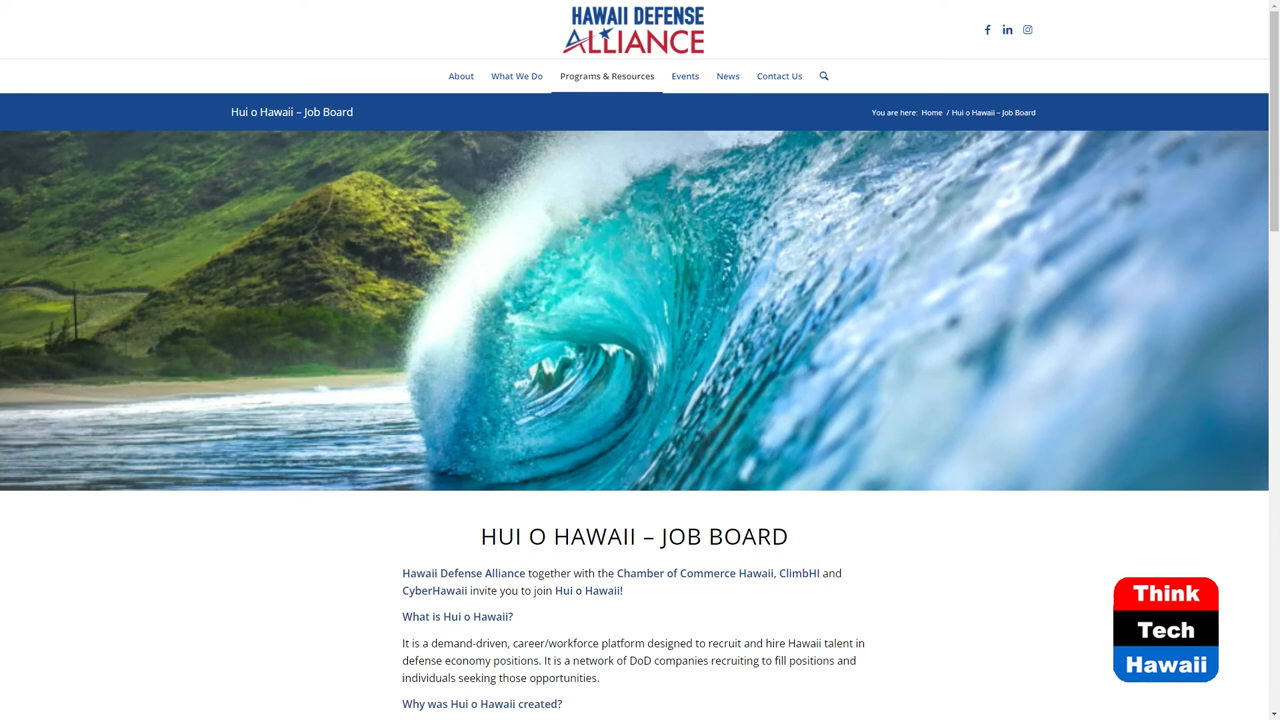 HAWAII DEFENSE
ALLIANCE
About What We Do Programs & Resources Events News Contact Us
Hui o Hawaii – Job Board
You are here: Home / Hui o Hawaii – Job Board
HUI O HAWAII – JOB BOARD
Hawaii Defense Alliance together with the Chamber of Commerce Hawaii, ClimbHI and
CyberHawaii invite you to join Hui o Hawaii!
What is Hui o Hawaii?
It is a demand-driven, career/workforce platform designed to recruit and hire Hawaii talent in
defense economy positions. It is a network of DoD companies recruiting to fill positions and
individuals seeking those opportunities.
Why was Hui o Hawaii created?
Think
Tech
Hawaii